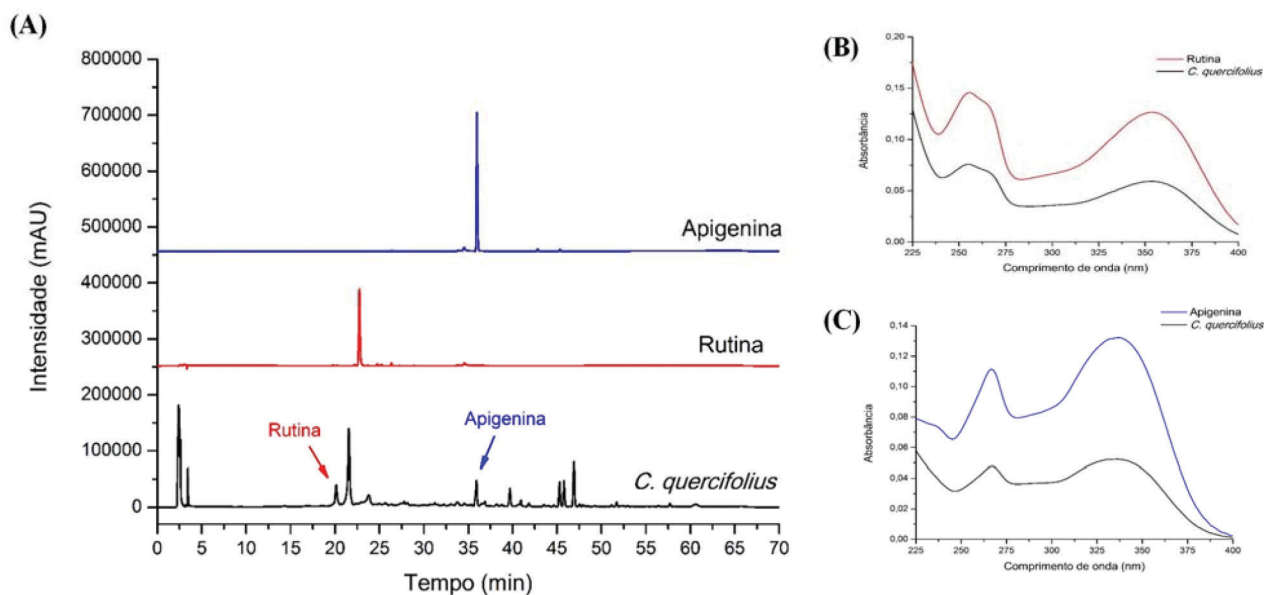 (A)
800000
700000
600000
500000
400000
300000
200000
100000
0
Intensidade (mAU)
Apigenina
Rutina
Rutina
Apigenina
C. quercifolius
0 5 10 15 20 25 30 35 40 45 50 55 60 65 70
Tempo (min)
(B)
0,20
0,15
0,10
0,05
0,00
Absorbância
Rutina
C. quercifolius
225 250 275 300 325 350 375 400
Comprimento de onda (nm)
(C)
0,14
0,12
0,10
0,08
0,06
0,04
0,02
0,00
Absorbância
Apigenina
C. quercifolius
225 250 275 300 325 350 375 400
Comprimento de onda (nm)